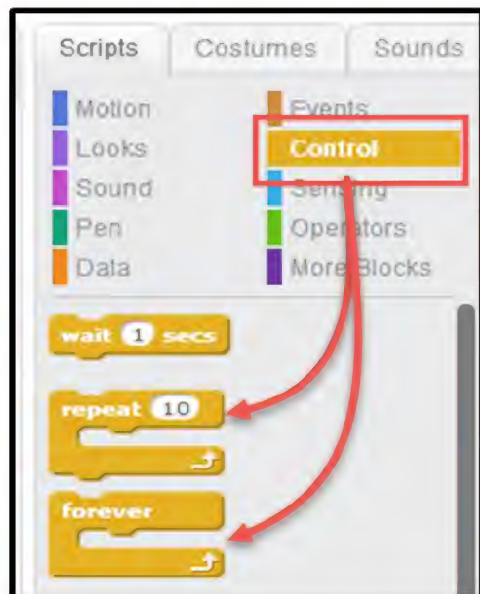 Scripts Costumes Sounds
Motion Events
Looks Control
Sound Sensing
Pen Operators
Data More Blocks
wait 1 secs
repeat 10
forever